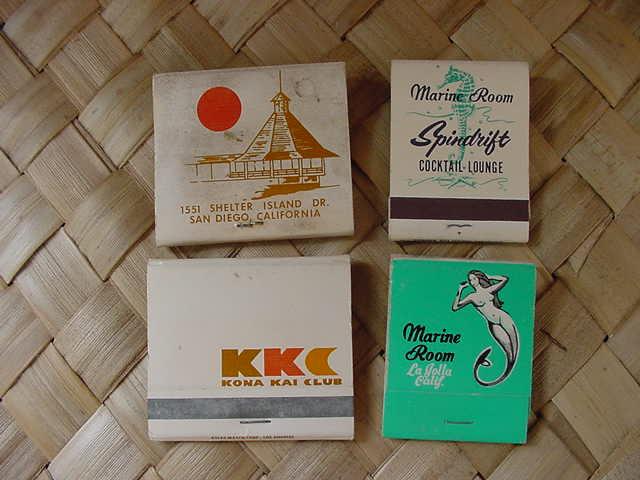 1551 SHELTER ISLAND DR.
SAN DIEGO, CALIFORNIA
Marine Room
Spindrift
COCKTAIL-LOUNGE
KKC
KONA KAI CLUB
Marine
Room
La Jolla
Calif.